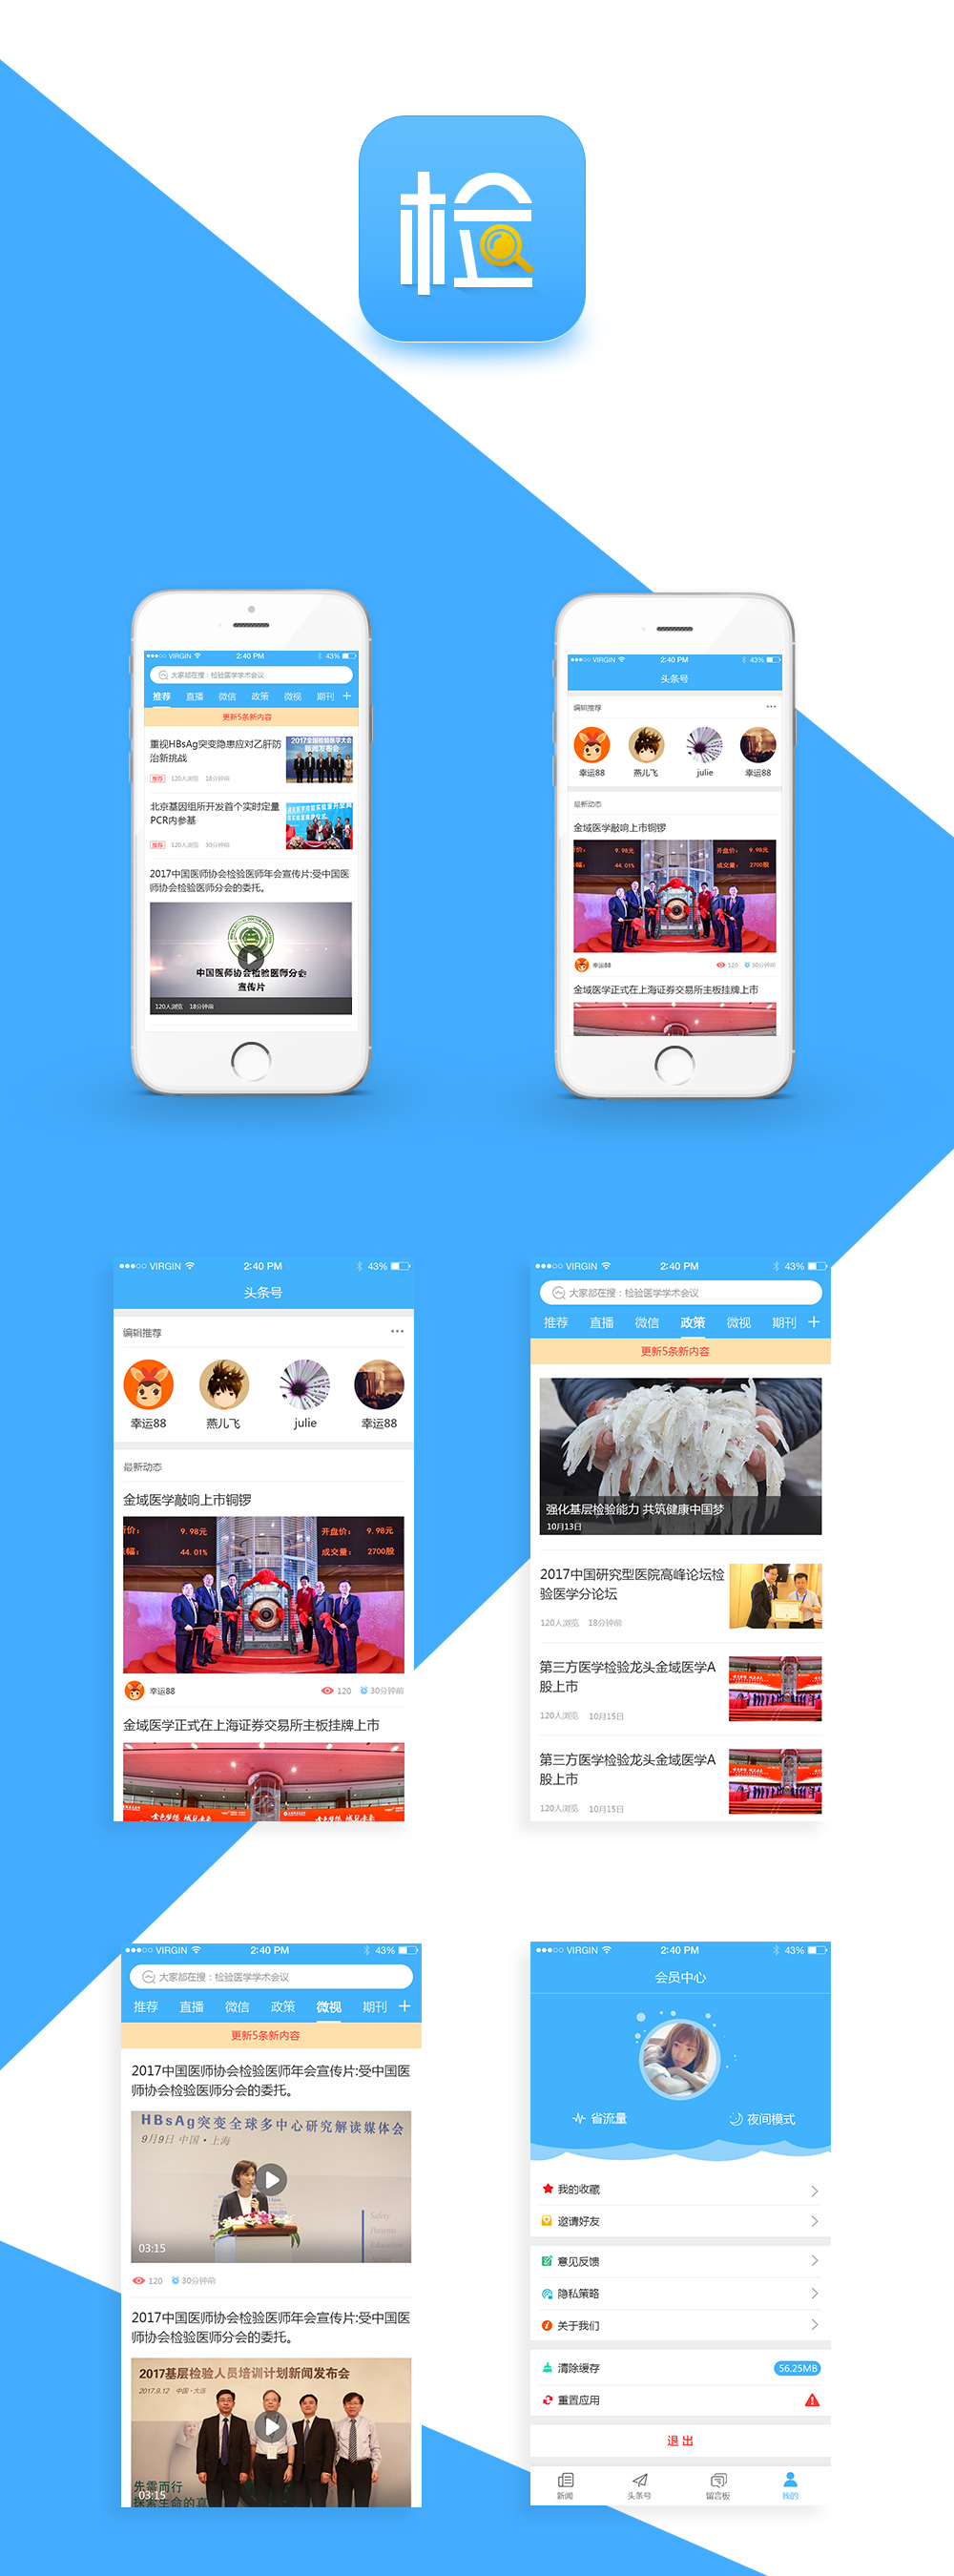 检
VIRGIN 2:40 PM 43%
大家都在搜：检验医学学术会议
推荐 直播 微信 政策 微视 期刊 +
更新5条新内容
重视HBsAg突变隐患应对乙肝防
治新挑战
推荐 120人浏览 18分钟前
2017全国检验医学大会
新闻发布会
北京基因组所开发首个实时定量
PCR内参基
推荐 120人浏览 30分钟前
2017中国医师协会检验医师年会宣传片:受中国医
师协会检验医师分会的委托。
中国医师协会检验医师分会
宣传片
120人浏览 18分钟前
VIRGIN 2:40 PM 43%
头条号
编辑推荐
幸运88 燕儿飞 julie 幸运88
最新动态
金域医学敲响上市铜锣
价: 9.98元 开盘价: 9.98元
幅: 44.01% 成交量: 2700股
幸运88 120 30分钟前
金域医学正式在上海证券交易所主板挂牌上市
VIRGIN 2:40 PM 43%
头条号
编辑推荐
幸运88 燕儿飞 julie 幸运88
最新动态
金域医学敲响上市铜锣
价: 9.98元 开盘价: 9.98元
幅: 44.01% 成交量: 2700股
幸运88 120 30分钟前
金域医学正式在上海证券交易所主板挂牌上市
VIRGIN 2:40 PM 43%
大家都在搜：检验医学学术会议
推荐 直播 微信 政策 微视 期刊 +
更新5条新内容
强化基层检验能力 共筑健康中国梦
10月13日
2017中国研究型医院高峰论坛检
验医学分论坛
120人浏览 18分钟前
第三方医学检验龙头金域医学A
股上市
120人浏览 10月15日
第三方医学检验龙头金域医学A
股上市
120人浏览 10月15日
VIRGIN 2:40 PM 43%
大家都在搜：检验医学学术会议
推荐 直播 微信 政策 微视 期刊 +
更新5条新内容
2017中国医师协会检验医师年会宣传片:受中国医
师协会检验医师分会的委托。
HBsAg突变全球多中心研究解读媒体会
9月9日 中国·上海
Safety
Patients
Education
03:15
120 30分钟前
2017中国医师协会检验医师年会宣传片:受中国医
师协会检验医师分会的委托。
2017基层检验人员培训计划新闻发布会
2017.9.12 中国·大连
先需而行
探索生命的真
03:15
VIRGIN 2:40 PM 43%
会员中心
省流量 夜间模式
我的收藏
邀请好友
意见反馈
隐私策略
关于我们
清除缓存 56.25MB
重置应用
退 出
新闻 头条号 留言板 我的